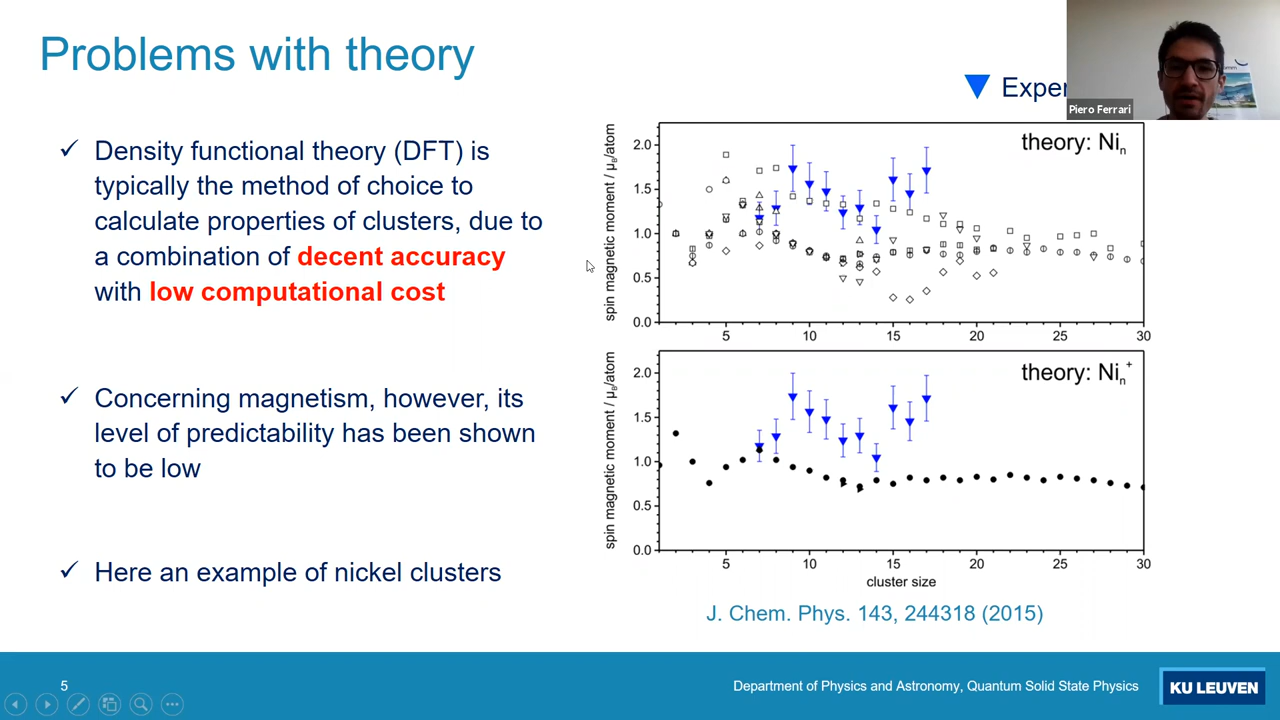 Problems with theory
Exper
Piero Ferrari
✓ Density functional theory (DFT) is
typically the method of choice to
calculate properties of clusters, due to
a combination of decent accuracy
with low computational cost
✓ Concerning magnetism, however, its
level of predictability has been shown
to be low
✓ Here an example of nickel clusters
theory: Niₙ
spin magnetic moment / μB/atom
2.0
1.5
1.0
0.5
0.0
5 10 15 20 25 30
theory: Niₙ⁺
spin magnetic moment / μB/atom
2.0
1.5
1.0
0.5
0.0
5 10 15 20 25 30
cluster size
J. Chem. Phys. 143, 244318 (2015)
5
Department of Physics and Astronomy, Quantum Solid State Physics
KU LEUVEN